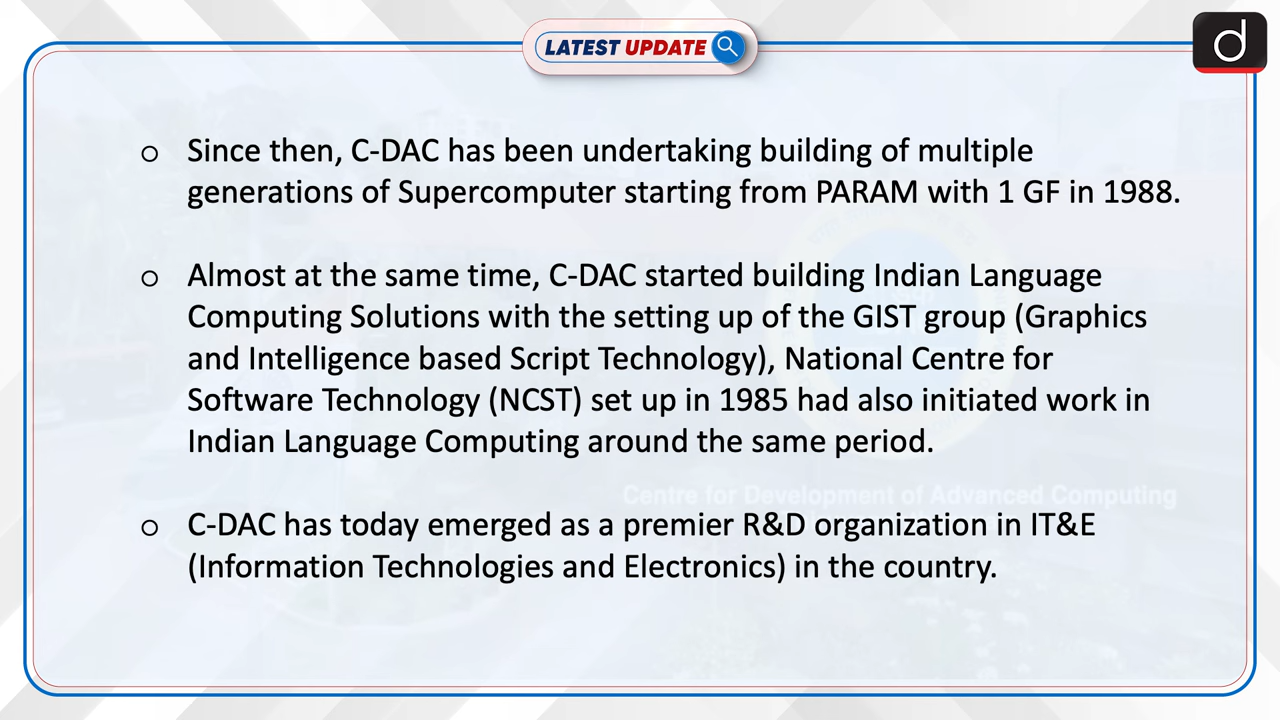 LATEST UPDATE
d
○ Since then, C-DAC has been undertaking building of multiple
generations of Supercomputer starting from PARAM with 1 GF in 1988.
○ Almost at the same time, C-DAC started building Indian Language
Computing Solutions with the setting up of the GIST group (Graphics
and Intelligence based Script Technology), National Centre for
Software Technology (NCST) set up in 1985 had also initiated work in
Indian Language Computing around the same period.
Centre for Development of Advanced Computing
○ C-DAC has today emerged as a premier R&D organization in IT&E
(Information Technologies and Electronics) in the country.